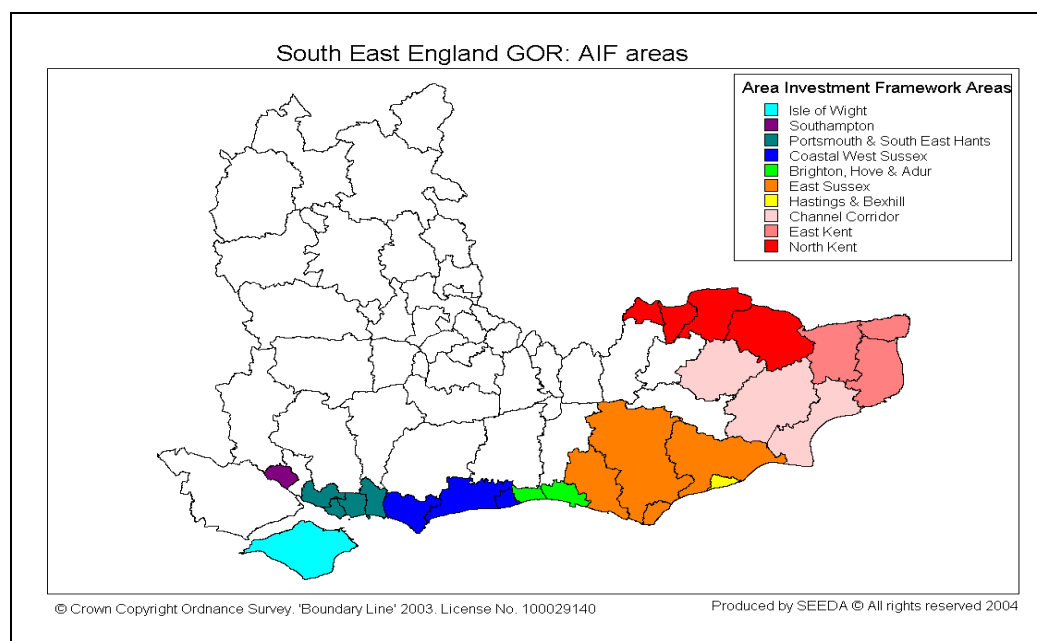 South East England GOR: AIF areas
Area Investment Framework Areas
Isle of Wight
Southampton
Portsmouth & South East Hants
Coastal West Sussex
Brighton, Hove & Adur
East Sussex
Hastings & Bexhill
Channel Corridor
East Kent
North Kent
© Crown Copyright Ordnance Survey. 'Boundary Line' 2003. License No. 100029140
Produced by SEEDA © All rights reserved 2004